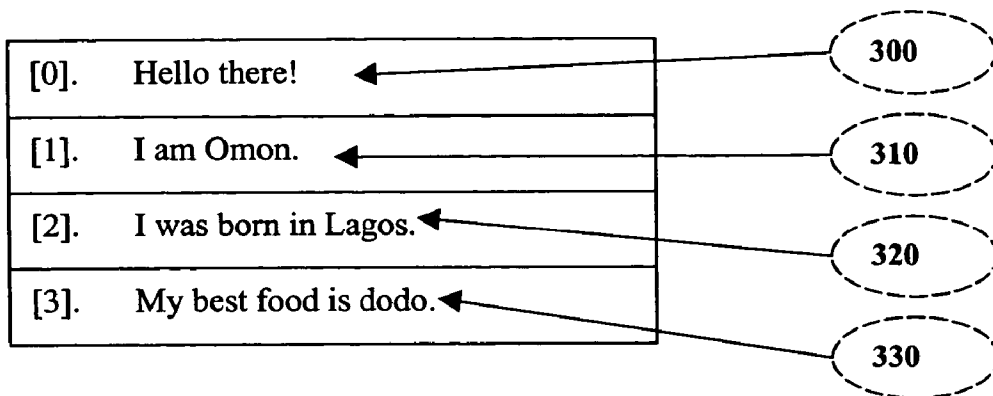 [0]. Hello there!
300
[1]. I am Omon.
310
[2]. I was born in Lagos.
320
[3]. My best food is dodo.
330